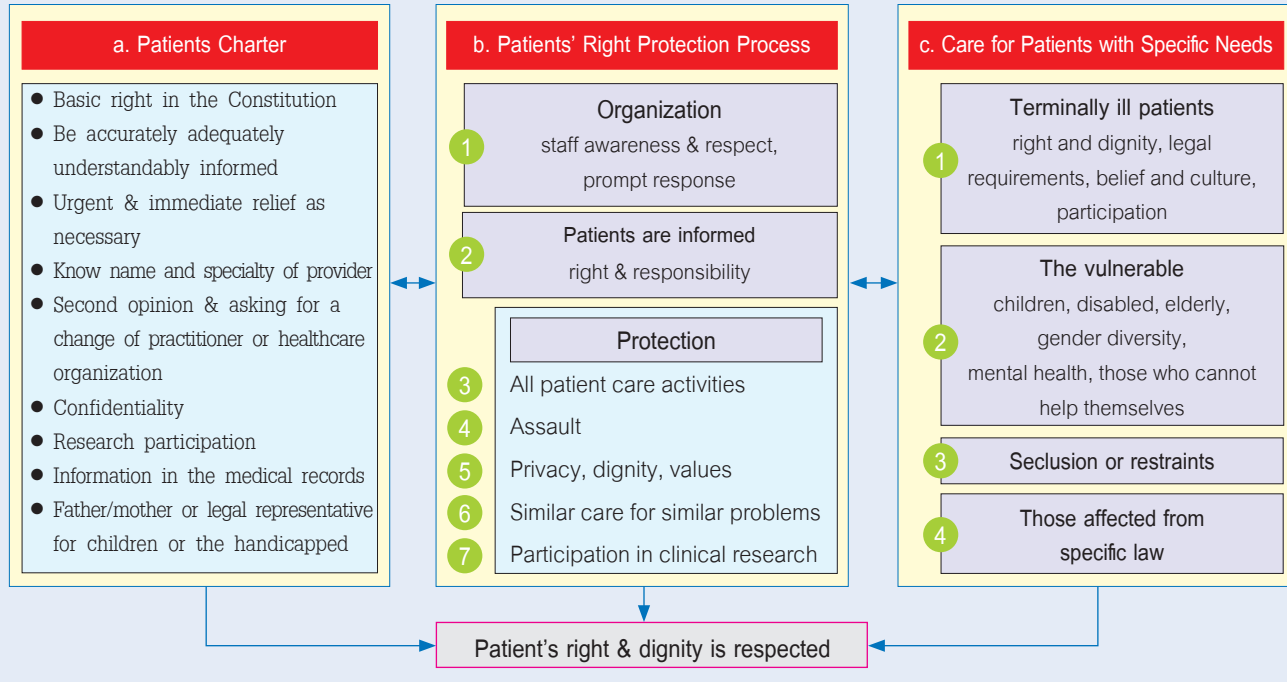 a. Patients Charter
● Basic right in the Constitution
● Be accurately adequately
understandably informed
● Urgent & immediate relief as
necessary
● Know name and specialty of provider
● Second opinion & asking for a
change of practitioner or healthcare
organization
● Confidentiality
● Research participation
● Information in the medical records
● Father/mother or legal representative
for children or the handicapped
b. Patients' Right Protection Process
1
Organization
staff awareness & respect,
prompt response
2
Patients are informed
right & responsibility
Protection
3 All patient care activities
4 Assault
5 Privacy, dignity, values
6 Similar care for similar problems
7 Participation in clinical research
c. Care for Patients with Specific Needs
1
Terminally ill patients
right and dignity, legal
requirements, belief and culture,
participation
2
The vulnerable
children, disabled, elderly,
gender diversity,
mental health, those who cannot
help themselves
3 Seclusion or restraints
4
Those affected from
specific law
Patient's right & dignity is respected